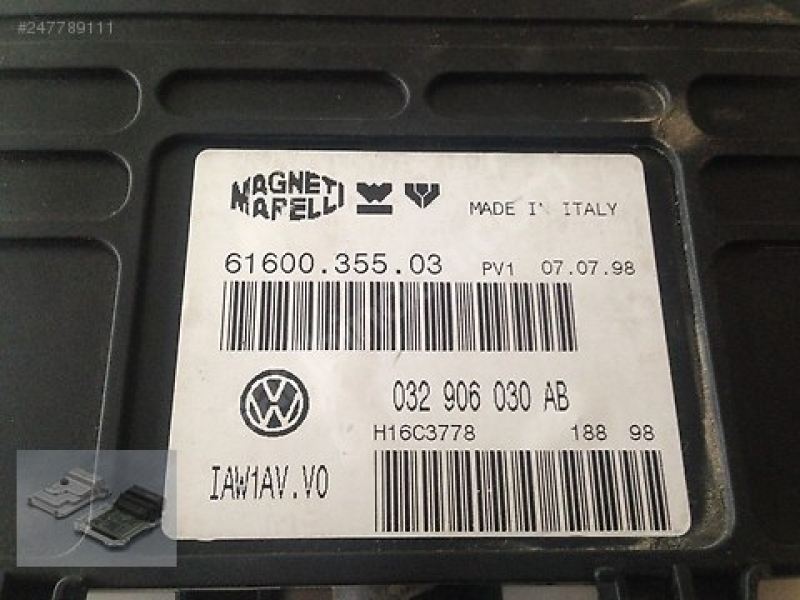 #247789111
MAGNETI
MARELLI
MADE IN ITALY
61600.355.03 PV1 07.07.98
032 906 030 AB
H16C3778 188 98
IAW1AV.V0